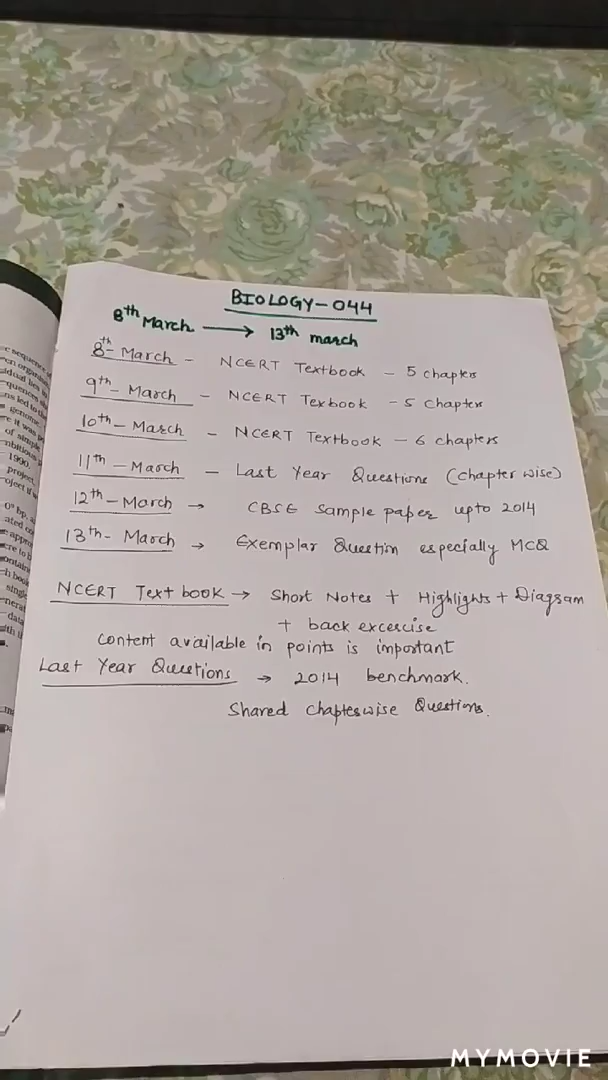 BIOLOGY-044
8th March → 13th march
8th March - NCERT Textbook - 5 chapters
9th - March - NCERT Texbook - 5 Chapters
10th - March - NCERT Textbook - 6 chapters
11th - March - Last Year Questions (chapter wise)
12th - March → CBSE sample paper upto 2014
13th - March → Exemplar Question especially MCQ
NCERT Text book → Short Notes + Highlights + Diagram
+ back excercise
content available in points is important
Last Year Questions → 2014 benchmark.
Shared chapterwise Questions.
MYMOVIE